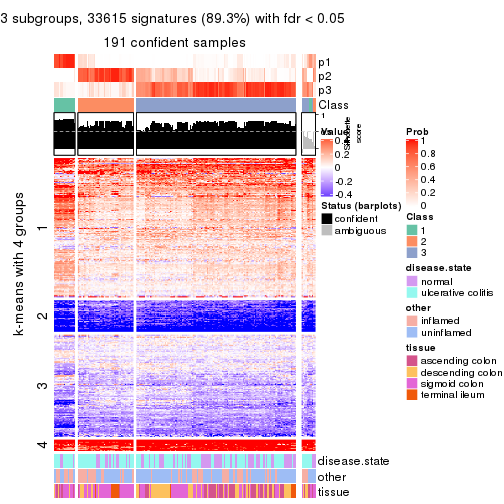 3 subgroups, 33615 signatures (89.3%) with fdr < 0.05
191 confident samples
p1
p2
p3
Class
1
Silhouette
score
Value
0.2
0
-0.2
-0.4
Status (barplots)
confident
ambiguous
Prob
1
0.8
0.6
0.4
0.2
0
Class
1
2
3
disease.state
normal
ulcerative colitis
other
inflamed
uninflamed
tissue
ascending colon
descending colon
sigmoid colon
terminal ileum
k-means with 4 groups
1
2
3
4
disease.state
other
tissue